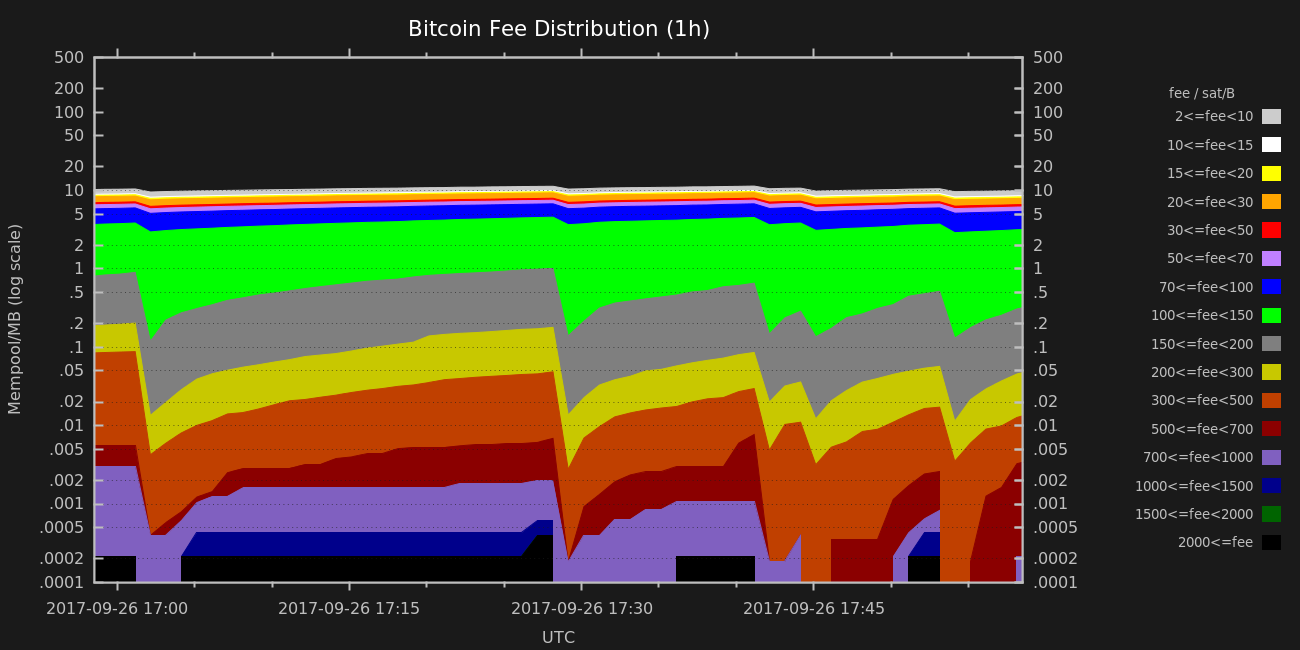 Bitcoin Fee Distribution (1h)
500
200
100
50
20
10
5
2
1
.5
.2
.1
.05
.02
.01
.005
.002
.001
.0005
.0002
.0001
Mempool/MB (log scale)
500
200
100
50
20
10
5
2
1
.5
.2
.1
.05
.02
.01
.005
.002
.001
.0005
.0002
.0001
2017-09-26 17:00 2017-09-26 17:15 2017-09-26 17:30 2017-09-26 17:45
UTC
fee / sat/B
2<=fee<10
10<=fee<15
15<=fee<20
20<=fee<30
30<=fee<50
50<=fee<70
70<=fee<100
100<=fee<150
150<=fee<200
200<=fee<300
300<=fee<500
500<=fee<700
700<=fee<1000
1000<=fee<1500
1500<=fee<2000
2000<=fee